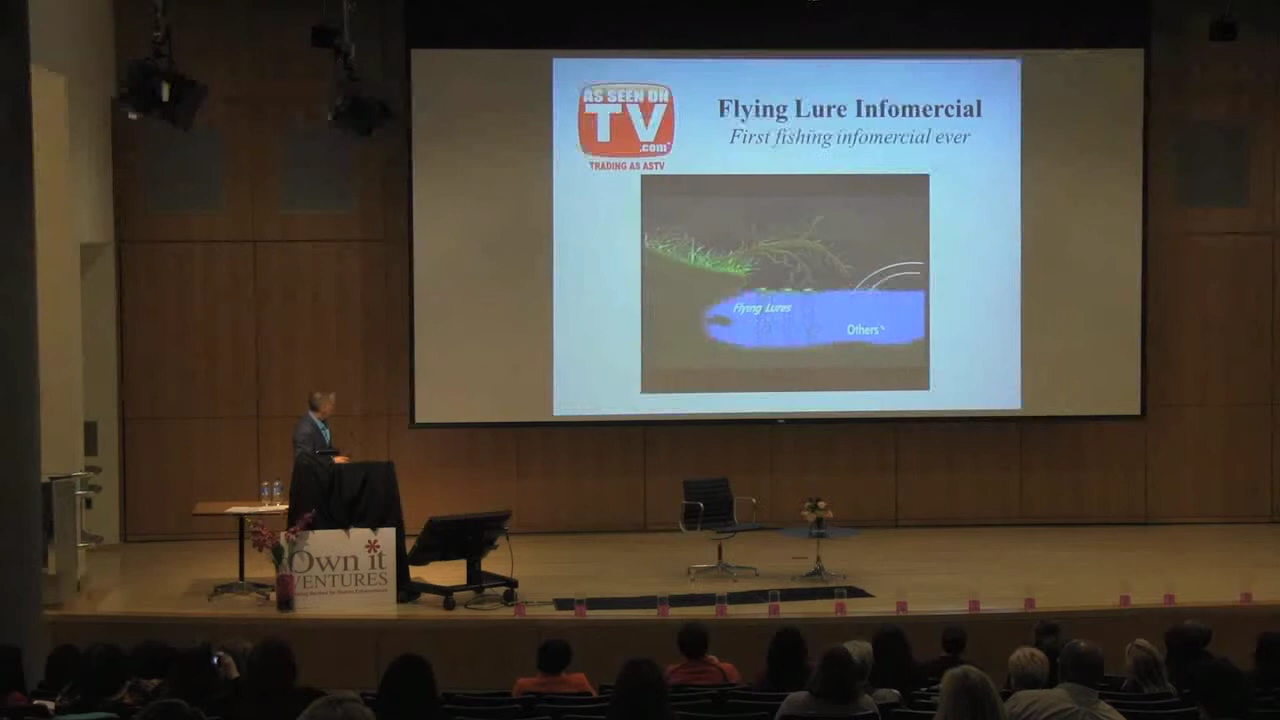 AS SEEN ON
TV
.com
TRADING AS ASTV
Flying Lure Infomercial
First fishing infomercial ever
Flying Lures
Others
Own it
VENTURES